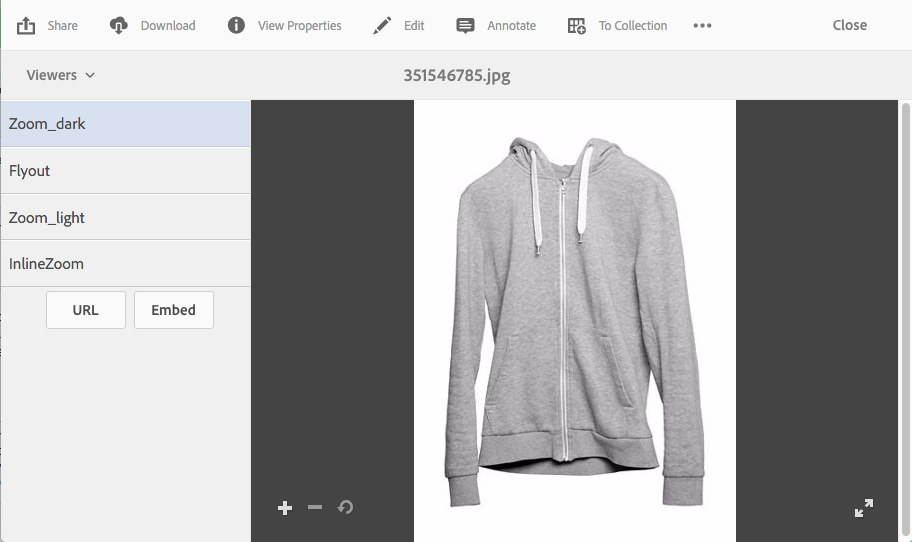 Share Download View Properties Edit Annotate To Collection ••• Close
Viewers 351546785.jpg
Zoom_dark
Flyout
Zoom_light
InlineZoom
URL Embed